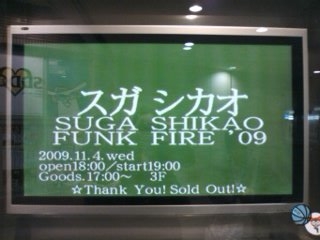 スガ シカオ
SUGA SHIKAO
FUNK FIRE '09
2009.11.4.wed
open18:00／start19:00
Goods.17:00〜 3F
☆Thank You! Sold Out!☆